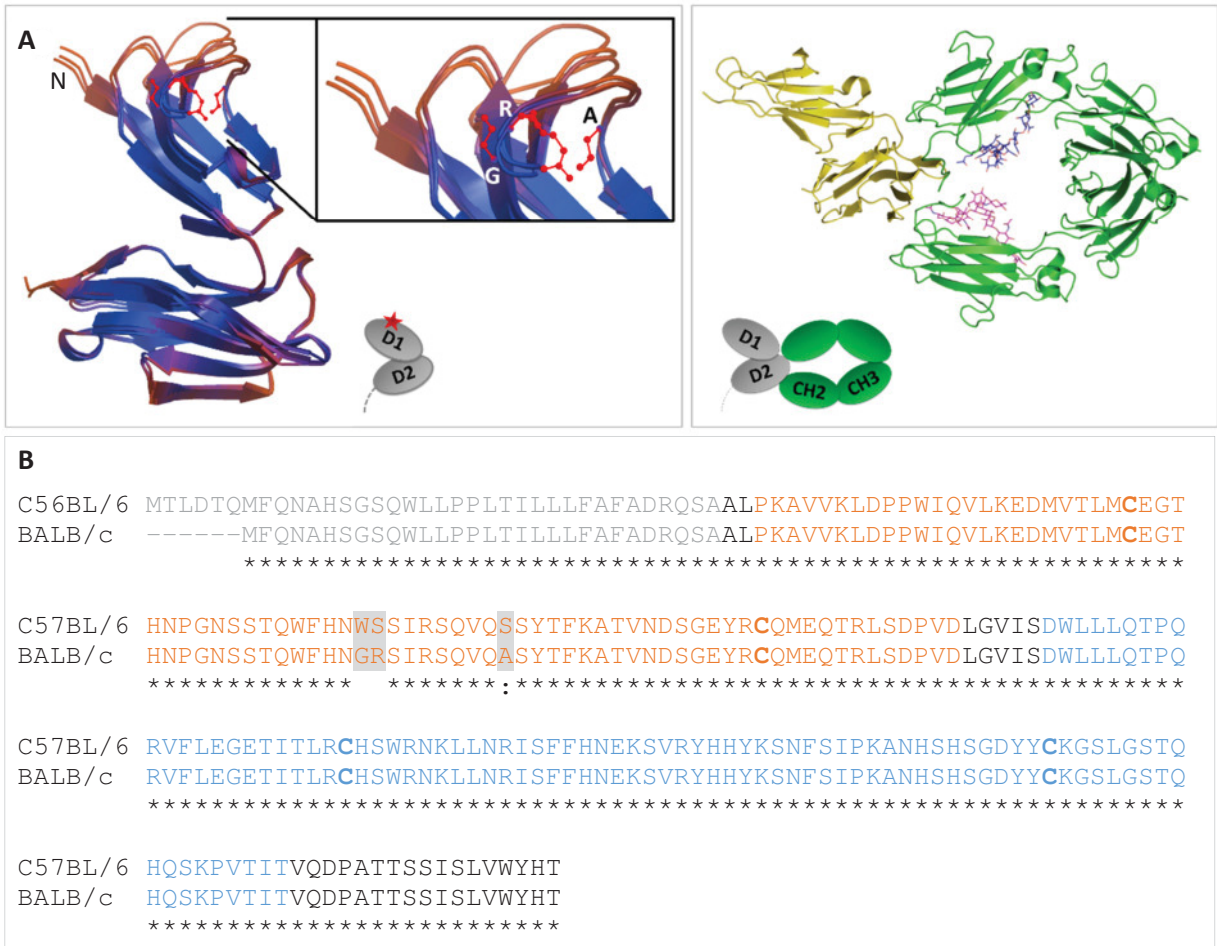 A
N
R
A
G
D1
D2
D1
D2
CH2
CH3
B
C56BL/6 MTLDTQMFQNAHSGSQWLLPPLTILLLFAFADRQSAALPKAVVKLDPPWIQVLKEDMVTLMCEGT
BALB/c ------MFQNAHSGSQWLLPPLTILLLFAFADRQSAALPKAVVKLDPPWIQVLKEDMVTLMCEGT
***********************************************************
C57BL/6 HNPGNSSTQWFHNWSSIRSQVQSSYTFKATVNDSGEYRCQMEQTRLSDPVDLGVISDWLLLQTPQ
BALB/c HNPGNSSTQWFHNGRSIRSQVQASYTFKATVNDSGEYRCQMEQTRLSDPVDLGVISDWLLLQTPQ
************* *******:******************************************
C57BL/6 RVFLEGETITLRCHSWRNKLLNRISFFHNEKSVRYHHYKSNFSIPKANHSHSGDYYCKGSLGSTQ
BALB/c RVFLEGETITLRCHSWRNKLLNRISFFHNEKSVRYHHYKSNFSIPKANHSHSGDYYCKGSLGSTQ
*****************************************************************
C57BL/6 HQSKPVTITVQDPATTSSISLVWYHT
BALB/c HQSKPVTITVQDPATTSSISLVWYHT
**************************